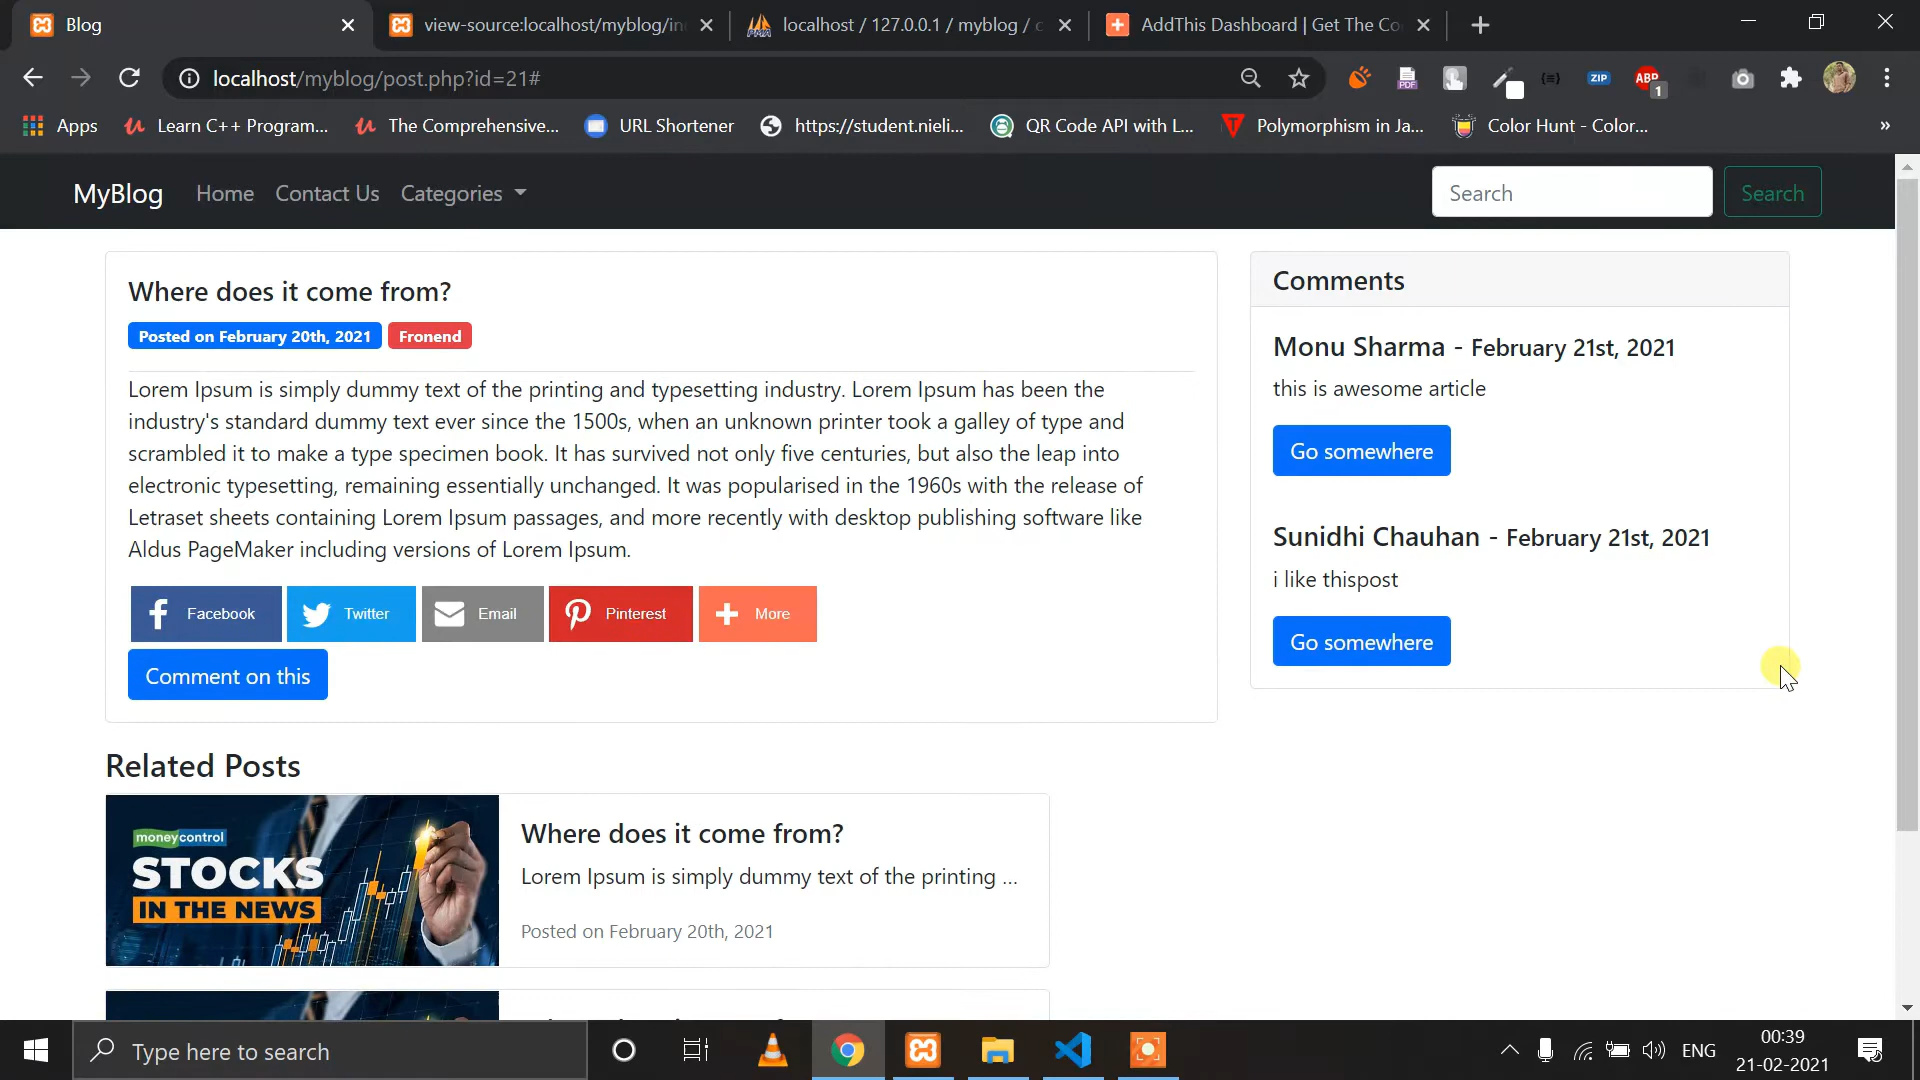 Blog
view-source:localhost/myblog/in
localhost / 127.0.0.1 / myblog / c
AddThis Dashboard | Get The Co
localhost/myblog/post.php?id=21#
PDF
ZIP
ABP
1
Apps
Learn C++ Program...
The Comprehensive...
URL Shortener
https://student.nieli...
QR Code API with L...
Polymorphism in Ja...
Color Hunt - Color...
»
MyBlog
Home
Contact Us
Categories
Search
Search
Where does it come from?
Posted on February 20th, 2021
Fronend
Lorem Ipsum is simply dummy text of the printing and typesetting industry. Lorem Ipsum has been the
industry's standard dummy text ever since the 1500s, when an unknown printer took a galley of type and
scrambled it to make a type specimen book. It has survived not only five centuries, but also the leap into
electronic typesetting, remaining essentially unchanged. It was popularised in the 1960s with the release of
Letraset sheets containing Lorem Ipsum passages, and more recently with desktop publishing software like
Aldus PageMaker including versions of Lorem Ipsum.
Facebook
Twitter
Email
Pinterest
More
Comment on this
Comments
Monu Sharma - February 21st, 2021
this is awesome article
Go somewhere
Sunidhi Chauhan - February 21st, 2021
i like thispost
Go somewhere
Related Posts
moneycontrol
STOCKS
IN THE NEWS
Where does it come from?
Lorem Ipsum is simply dummy text of the printing ...
Posted on February 20th, 2021
Type here to search
ENG
00:39
21-02-2021